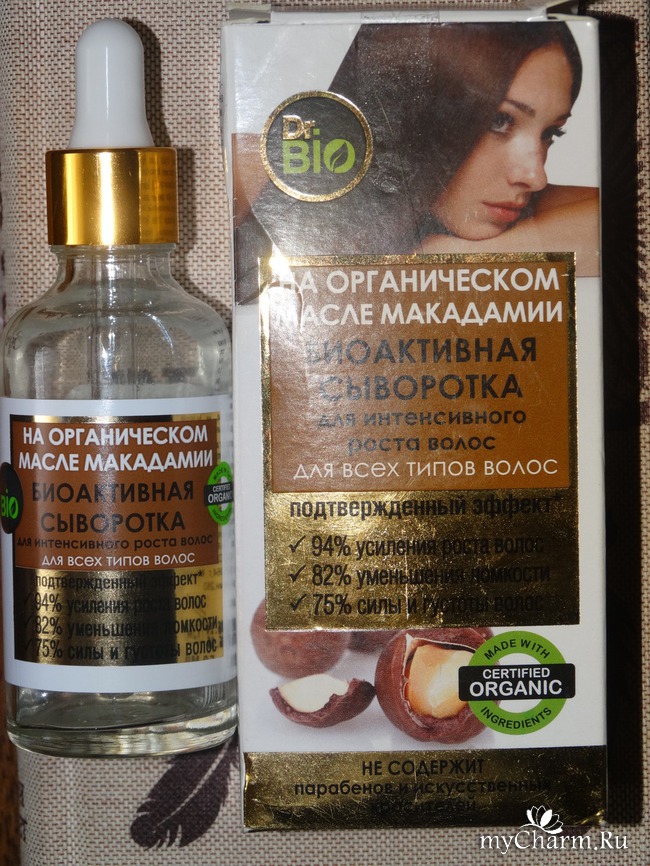 НА ОРГАНИЧЕСКОМ
МАСЛЕ МАКАДАМИИ
БИОАКТИВНАЯ
СЫВОРОТКА
для интенсивного роста волос
ДЛЯ ВСЕХ ТИПОВ ВОЛОС
подтвержденный эффект*
94% усиления роста волос
82% уменьшения ломкости
75% силы и густоты волос
BiO
CERTIFIED
ORGANIC
Dr.
BiO
НА ОРГАНИЧЕСКОМ
МАСЛЕ МАКАДАМИИ
БИОАКТИВНАЯ
СЫВОРОТКА
для интенсивного
роста волос
ДЛЯ ВСЕХ ТИПОВ ВОЛОС
подтвержденный эффект*
✓ 94% усиления роста волос
✓ 82% уменьшения ломкости
✓ 75% силы и густоты волос
MADE WITH
CERTIFIED
ORGANIC
INGREDIENTS
НЕ СОДЕРЖИТ
парабенов и искусственных
myCharm.Ru